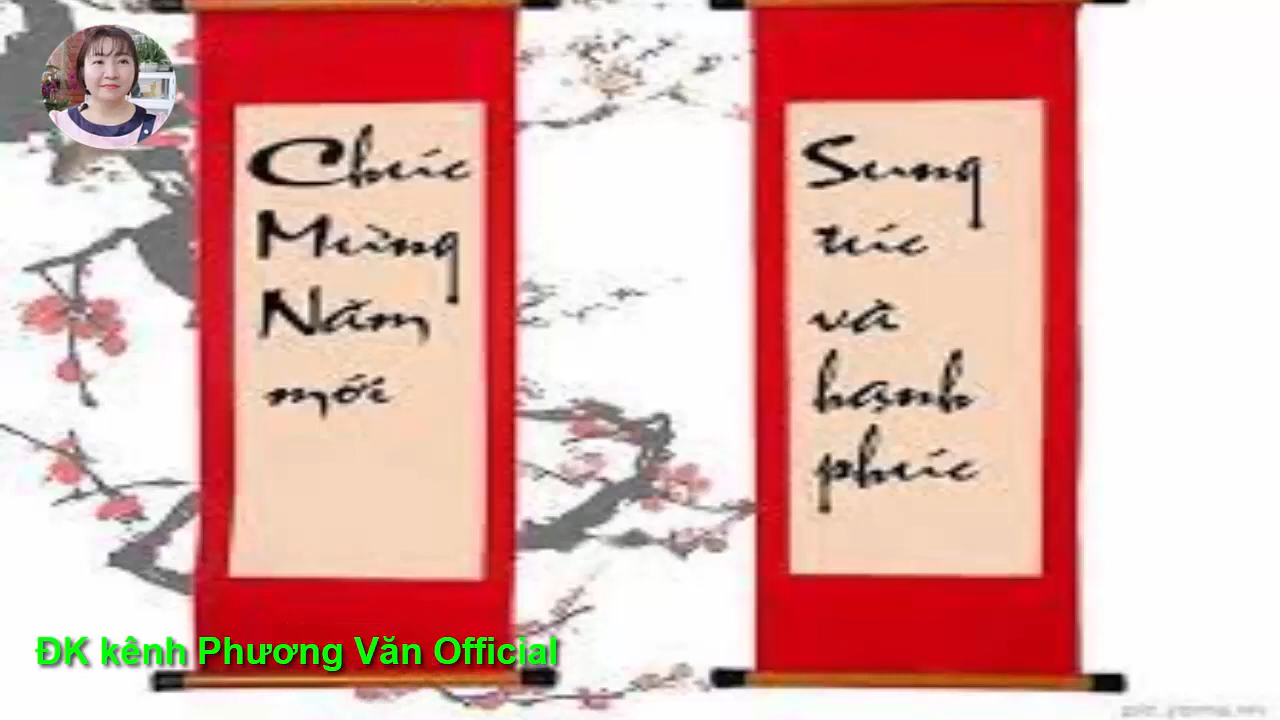 Chúc
Mừng
Năm
mới
Sung
túc
và
hạnh
phúc
ĐK kênh Phương Văn Official